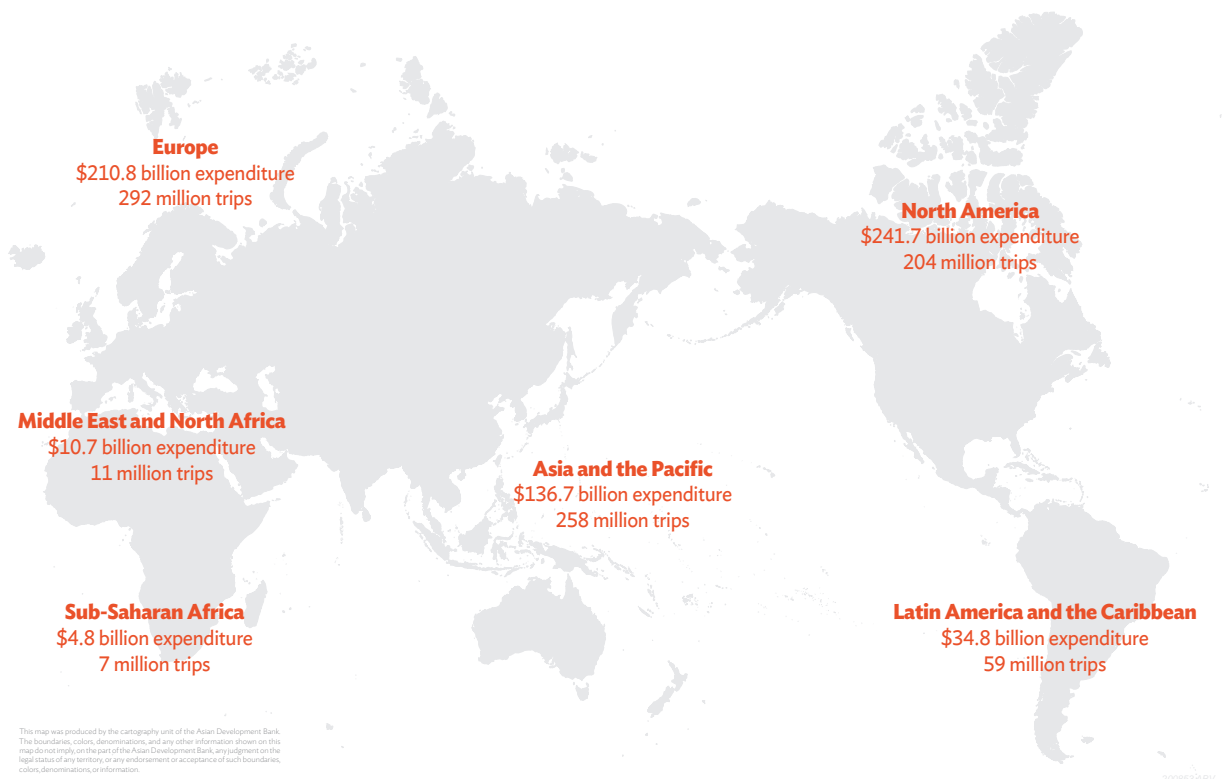 Europe
$210.8 billion expenditure
292 million trips
North America
$241.7 billion expenditure
204 million trips
Middle East and North Africa
$10.7 billion expenditure
11 million trips
Asia and the Pacific
$136.7 billion expenditure
258 million trips
Sub-Saharan Africa
$4.8 billion expenditure
7 million trips
Latin America and the Caribbean
$34.8 billion expenditure
59 million trips
This map was produced by the cartography unit of the Asian Development Bank.
The boundaries, colors, denominations, and any other information shown on this
map do not imply, on the part of the Asian Development Bank, any judgment on the
legal status of any territory, or any endorsement or acceptance of such boundaries,
colors, denominations, or information.